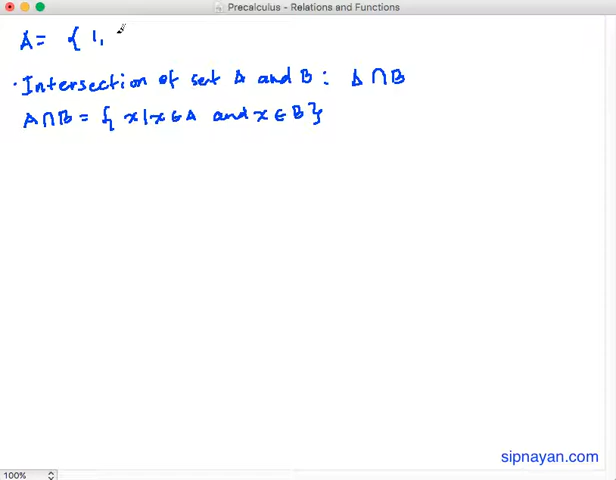 Precalculus - Relations and Functions
A = { 1,
· Intersection of set A and B : A ∩ B
A ∩ B = { x | x ∈ A and x ∈ B }
sipnayan.com
100%